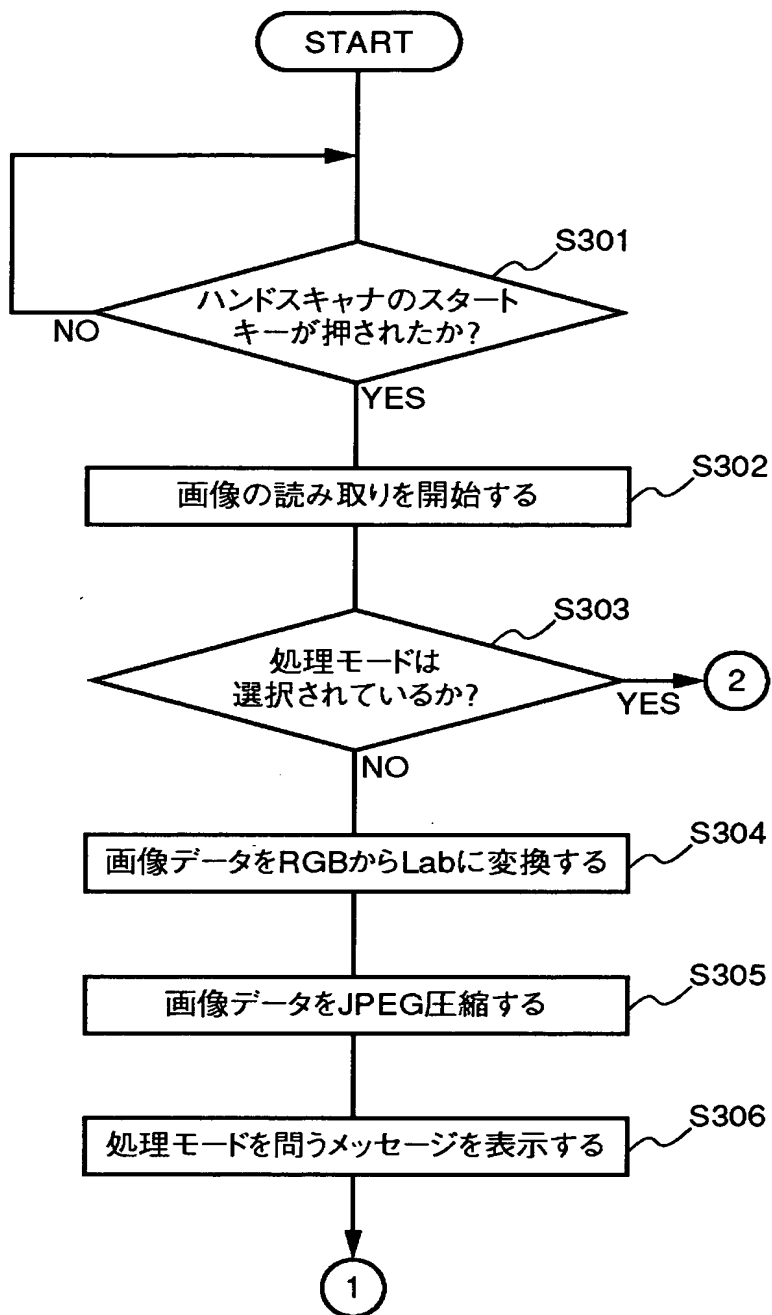 START
S301
ハンドスキャナのスタート
キーが押されたか?
NO
YES
S302
画像の読み取りを開始する
S303
処理モードは
選択されているか?
YES
2
NO
S304
画像データをRGBからLabに変換する
S305
画像データをJPEG圧縮する
S306
処理モードを問うメッセージを表示する
1